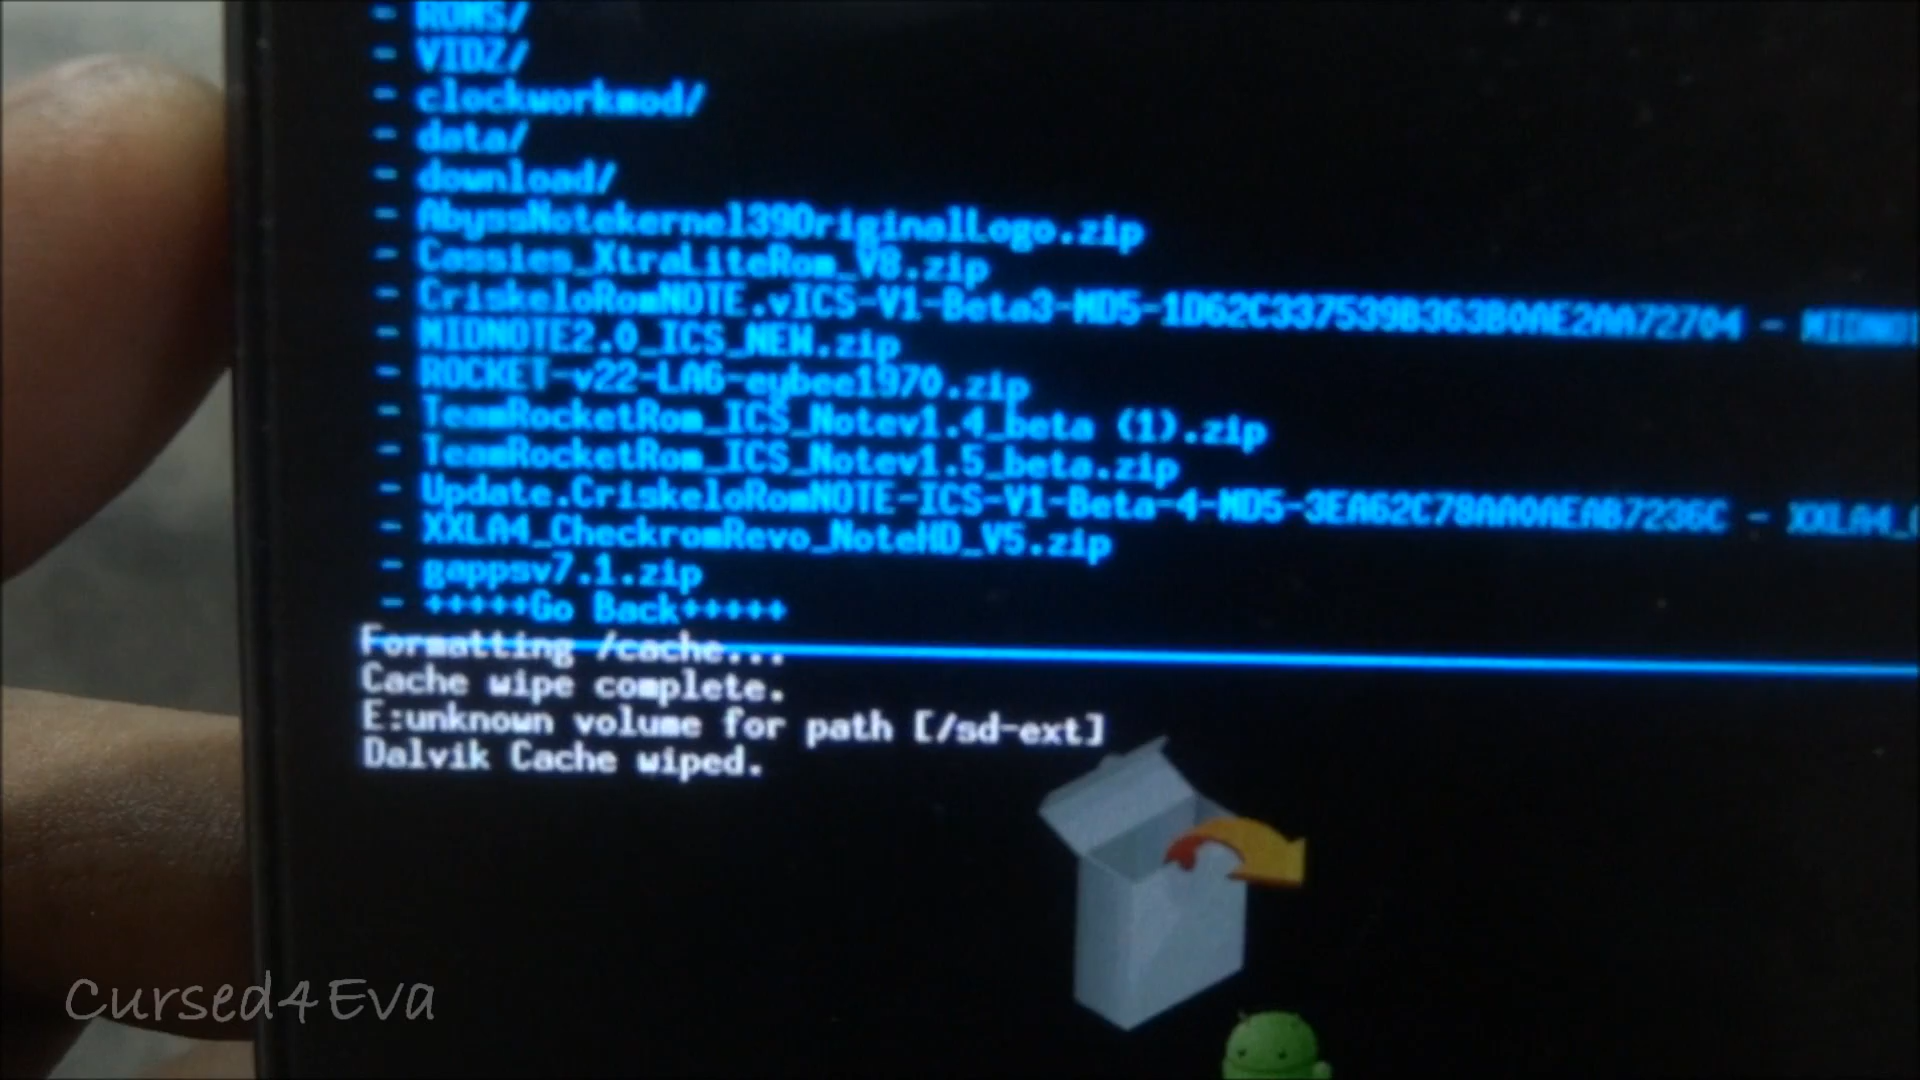 - ROMS/
- VIDZ/
- clockworkmod/
- data/
- download/
- AbyssNotekernel39OriginalLogo.zip
- Cassies_XtraLiteRom_V8.zip
- CriskeloRomNOTE.vICS-V1-Beta3-MD5-1D62C337539B363B0AE2AA72704 - MIDNOT
- MIDNOTE2.0_ICS_NEW.zip
- ROCKET-v22-LA6-eybee1970.zip
- TeamRocketRom_ICS_Notev1.4_beta (1).zip
- TeamRocketRom_ICS_Notev1.5_beta.zip
- Update.CriskeloRomNOTE-ICS-V1-Beta-4-MD5-3EA62C78AA0AEAB7236C - XXLA4_
- XXLA4_CheckromRevo_NoteHD_V5.zip
- gappsv7.1.zip
- +++++Go Back+++++
Formatting /cache...
Cache wipe complete.
E:unknown volume for path [/sd-ext]
Dalvik Cache wiped.
Cursed4Eva